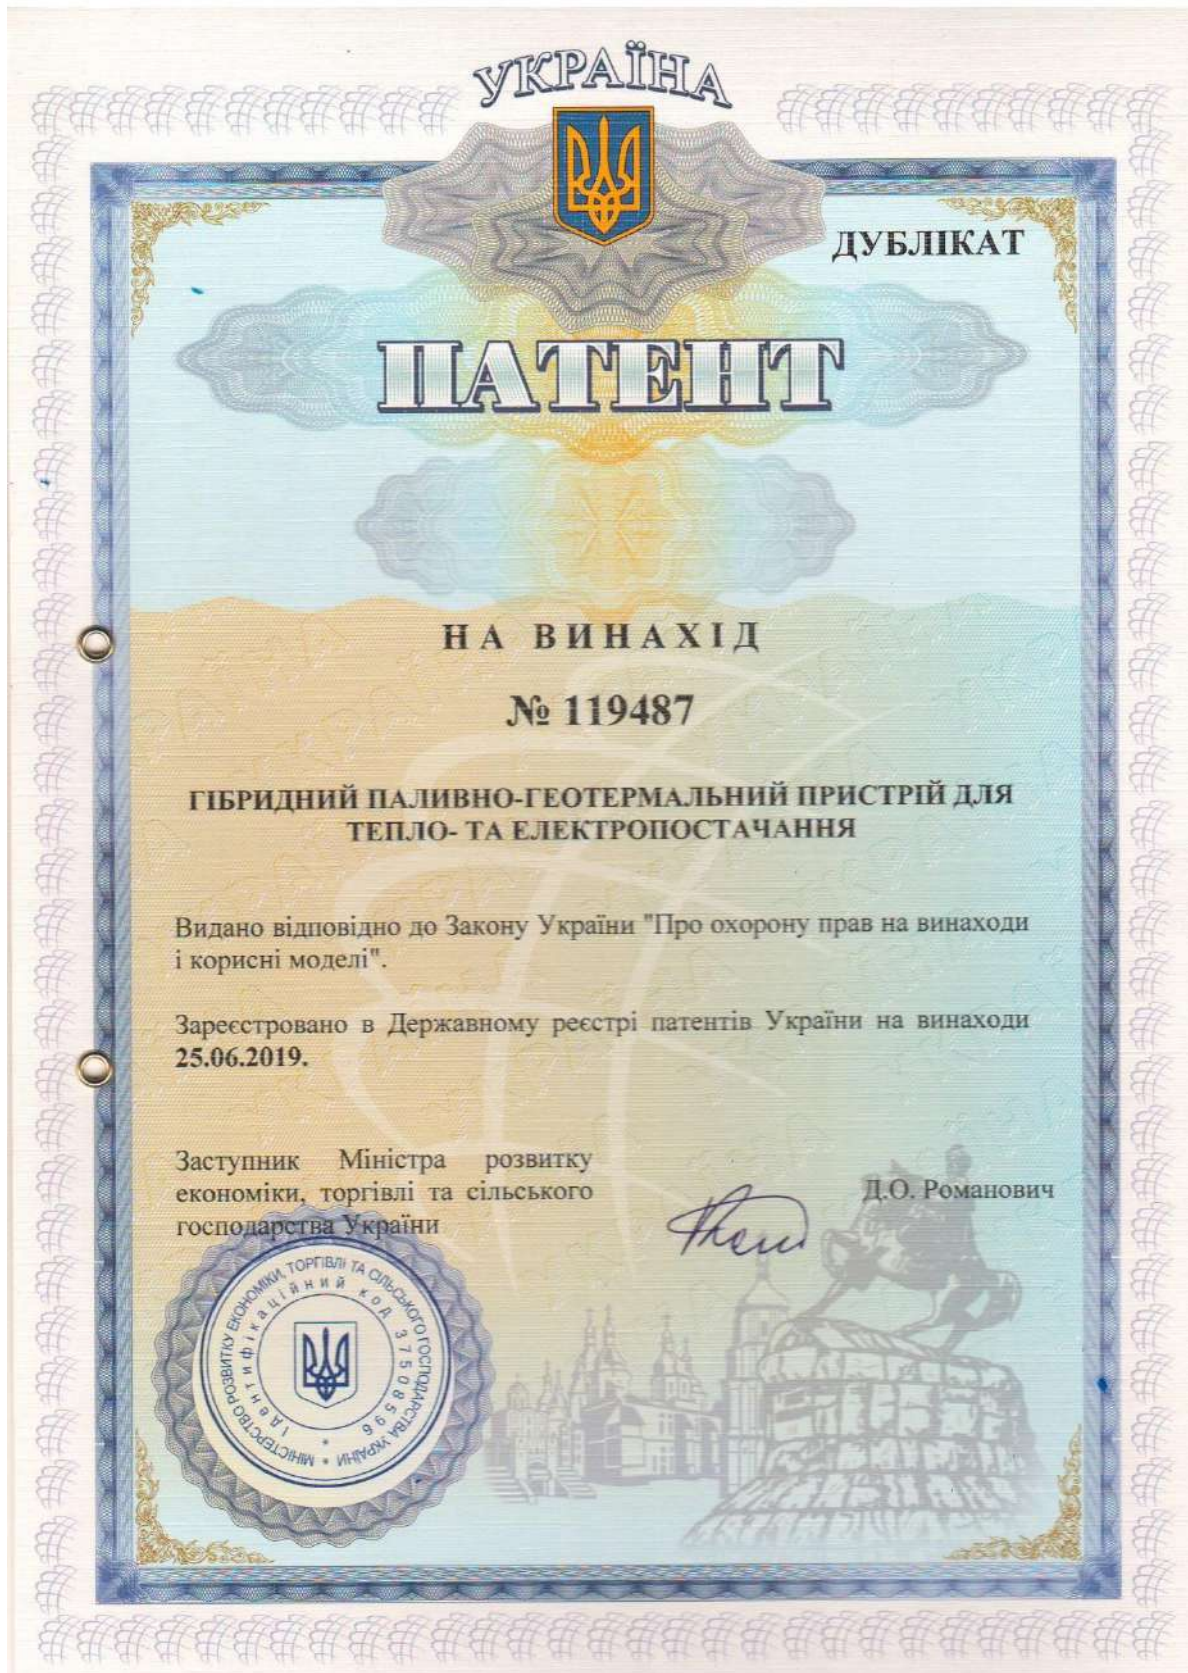 УКРАЇНА
ДУБЛІКАТ
ПАТЕНТ
НА ВИНАХІД
№ 119487
ГІБРИДНИЙ ПАЛИВНО-ГЕОТЕРМАЛЬНИЙ ПРИСТРІЙ ДЛЯ
ТЕПЛО- ТА ЕЛЕКТРОПОСТАЧАННЯ
Видано відповідно до Закону України "Про охорону прав на винаходи
і корисні моделі".
Зареєстровано в Державному реєстрі патентів України на винаходи
25.06.2019.
Заступник Міністра розвитку
економіки, торгівлі та сільського
господарства України
Д.О. Романович
МІНІСТЕРСТВО РОЗВИТКУ ЕКОНОМІКИ, ТОРГІВЛІ ТА СІЛЬСЬКОГО ГОСПОДАРСТВА УКРАЇНИ *
Ідентифікаційний код 37508596 *